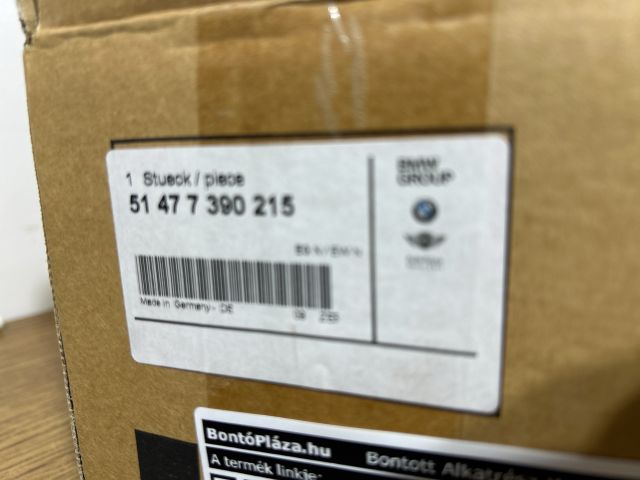 1 Stueck / piece
51 47 7 390 215
BMW
GROUP
Made in Germany - DE
BontóPláza.hu
Bontott
A termék linkje: